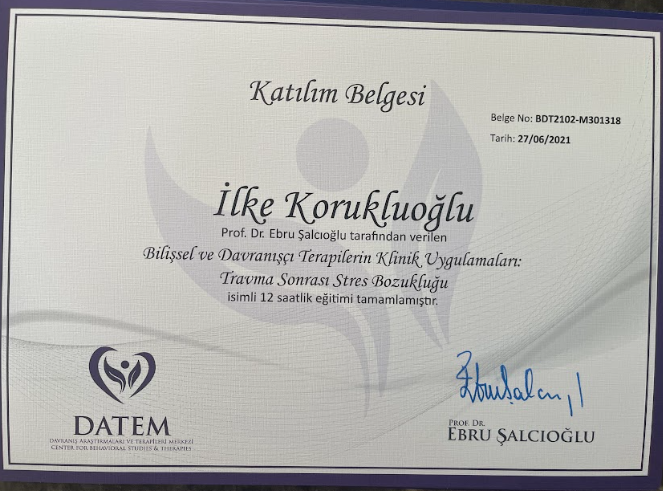 Katılım Belgesi
Belge No: BDT2102-M301318
Tarih: 27/06/2021
İlke Korukluoğlu
Prof. Dr. Ebru Şalcıoğlu tarafından verilen
Bilişsel ve Davranışçı Terapilerin Klinik Uygulamaları:
Travma Sonrası Stres Bozukluğu
isimli 12 saatlik eğitimi tamamlamıştır.
DATEM
DAVRANIŞ ARAŞTIRMALARI VE TERAPİLERİ MERKEZİ
CENTER FOR BEHAVIORAL STUDIES & THERAPIES
PROF. DR.
EBRU ŞALCIOĞLU